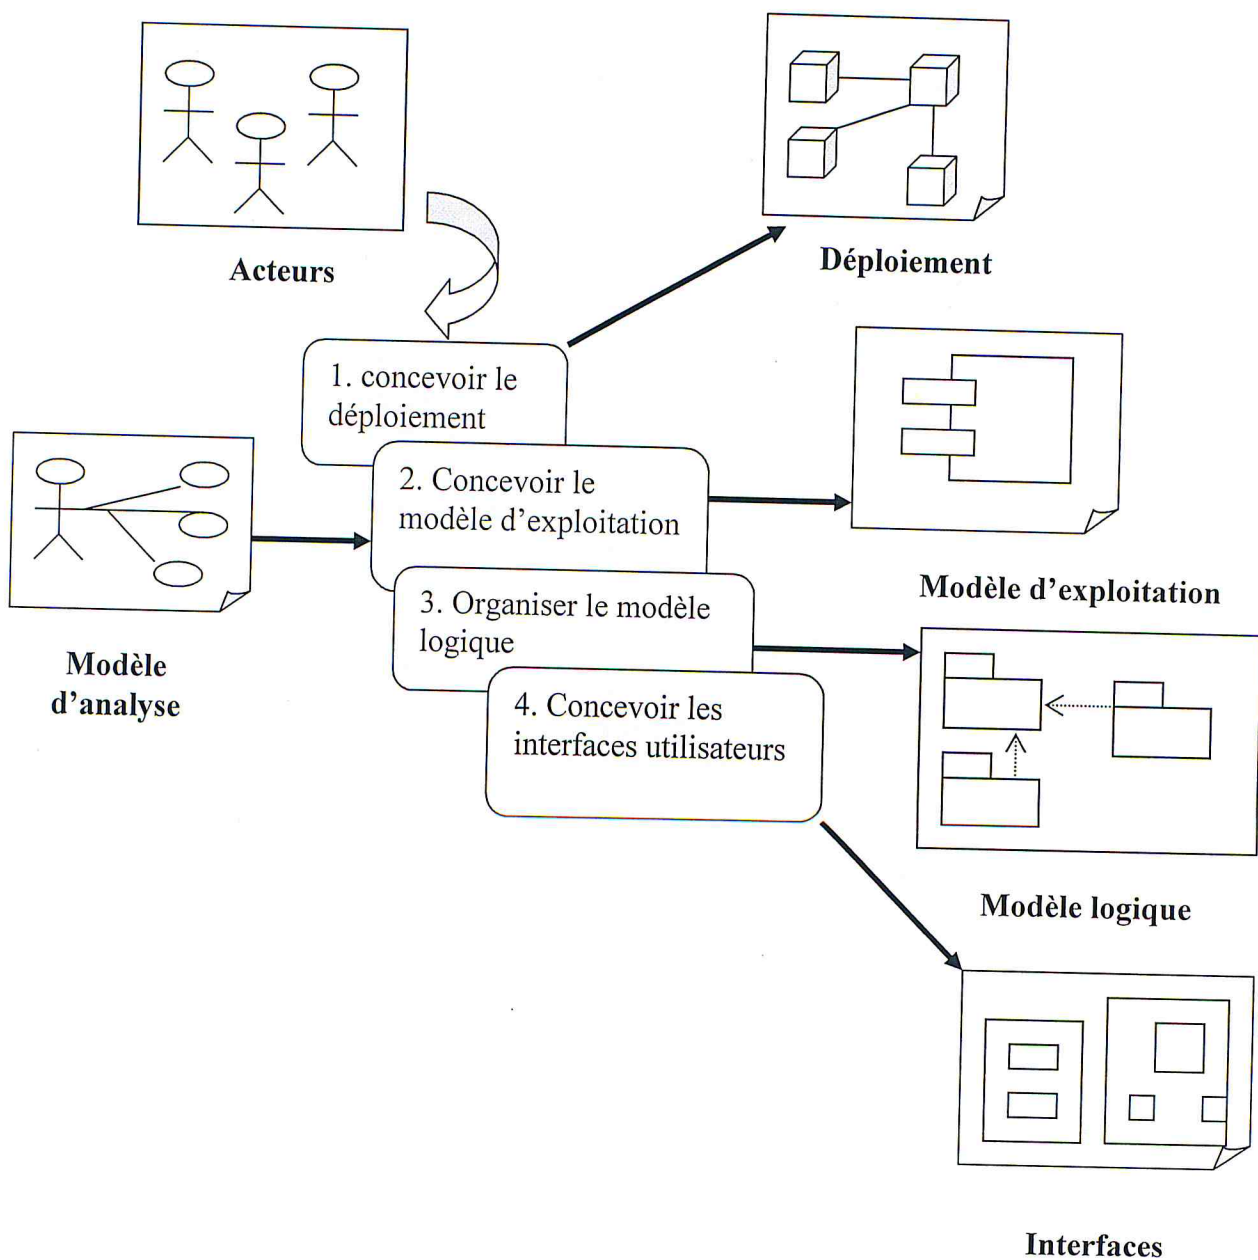 Acteurs
Déploiement
1. concevoir le
déploiement
2. Concevoir le
modèle d'exploitation
Modèle d'exploitation
3. Organiser le modèle
logique
Modèle
d'analyse
4. Concevoir les
interfaces utilisateurs
Modèle logique
Interfaces